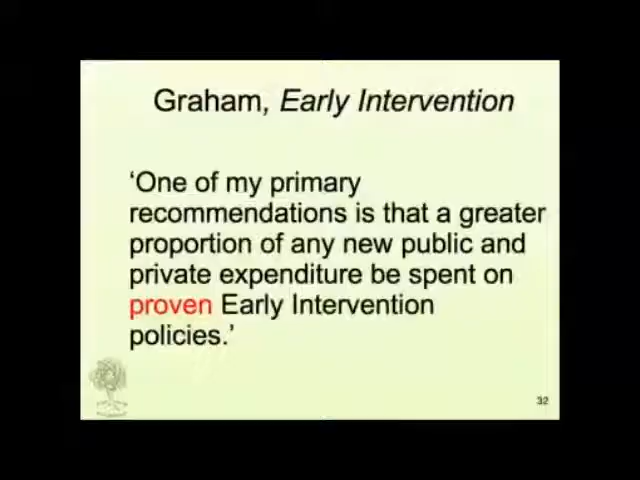 Graham, Early Intervention
‘One of my primary
recommendations is that a greater
proportion of any new public and
private expenditure be spent on
proven Early Intervention
policies.’
32